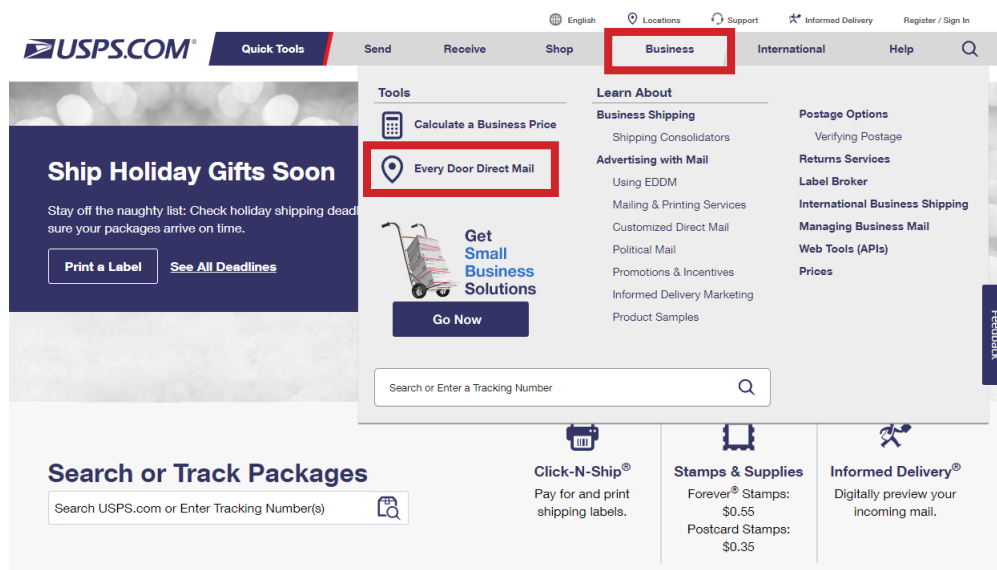 English
Locations
Support
Informed Delivery
Register / Sign In
USPS.COM®
Quick Tools
Send
Receive
Shop
Business
International
Help
Tools
Calculate a Business Price
Every Door Direct Mail
Get
Small
Business
Solutions
Go Now
Learn About
Business Shipping
Shipping Consolidators
Advertising with Mail
Using EDDM
Mailing & Printing Services
Customized Direct Mail
Political Mail
Promotions & Incentives
Informed Delivery Marketing
Product Samples
Postage Options
Verifying Postage
Returns Services
Label Broker
International Business Shipping
Managing Business Mail
Web Tools (APIs)
Prices
Search or Enter a Tracking Number
Ship Holiday Gifts Soon
Stay off the naughty list: Check holiday shipping dead
sure your packages arrive on time.
Print a Label
See All Deadlines
Feedback
Search or Track Packages
Search USPS.com or Enter Tracking Number(s)
Click-N-Ship®
Pay for and print
shipping labels.
Stamps & Supplies
Forever® Stamps:
$0.55
Postcard Stamps:
$0.35
Informed Delivery®
Digitally preview your
incoming mail.